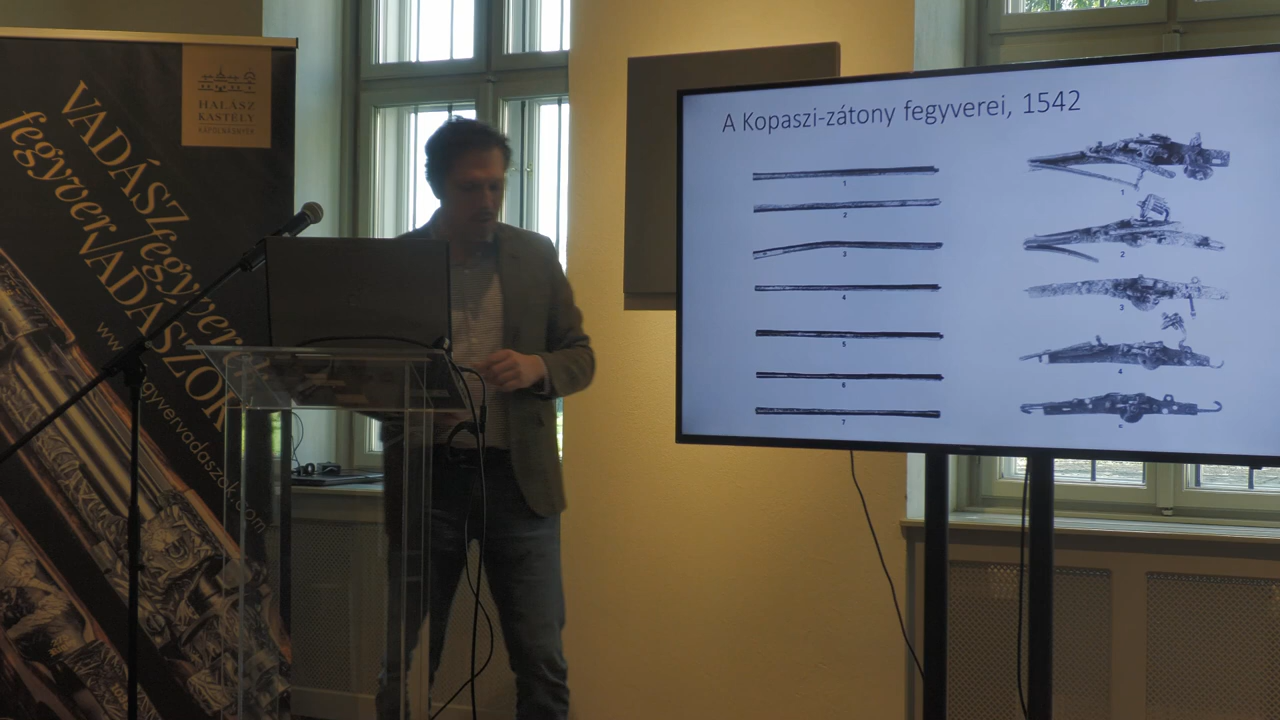 HALÁSZ
KASTÉLY
KÁPOLNÁSNYÉK
VADÁSZfegyver
fegyverVADÁSZOK
A Kopaszi-zátony fegyverei, 1542
1
2
3
4
5
6
7
1
2
3
4